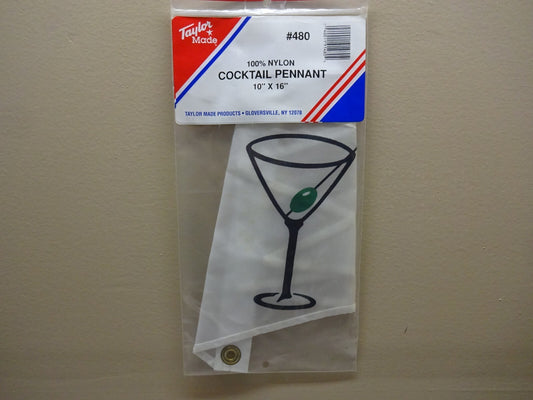 Taylor
Made
#480
100% NYLON
COCKTAIL PENNANT
10" X 16"
TAYLOR MADE PRODUCTS • GLOVERSVILLE, NY 12078